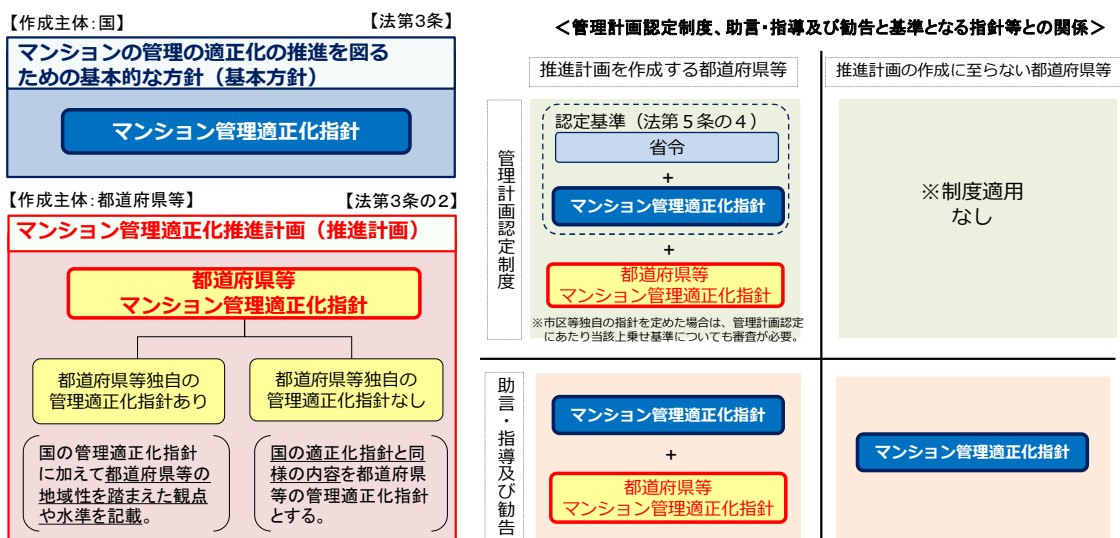 【作成主体:国】
【法第3条】
マンションの管理の適正化の推進を図る
ための基本的な方針（基本方針）
マンション管理適正化指針
【作成主体:都道府県等】
【法第3条の2】
マンション管理適正化推進計画（推進計画）
都道府県等
マンション管理適正化指針
都道府県等独自の
管理適正化指針あり
都道府県等独自の
管理適正化指針なし
国の管理適正化指針
に加えて都道府県等の
地域性を踏まえた観点
や水準を記載。
国の適正化指針と同
様の内容を都道府県
等の管理適正化指針
とする。
＜管理計画認定制度、助言・指導及び勧告と基準となる指針等との関係＞
推進計画を作成する都道府県等
推進計画の作成に至らない都道府県等
管理計画認定制度
認定基準（法第５条の４）
省令
+
マンション管理適正化指針
+
都道府県等
マンション管理適正化指針
※市区等独自の指針を定めた場合は、管理計画認定
にあたり当該上乗せ基準についても審査が必要。
※制度適用
なし
助言・指導及び勧告
マンション管理適正化指針
+
都道府県等
マンション管理適正化指針
マンション管理適正化指針